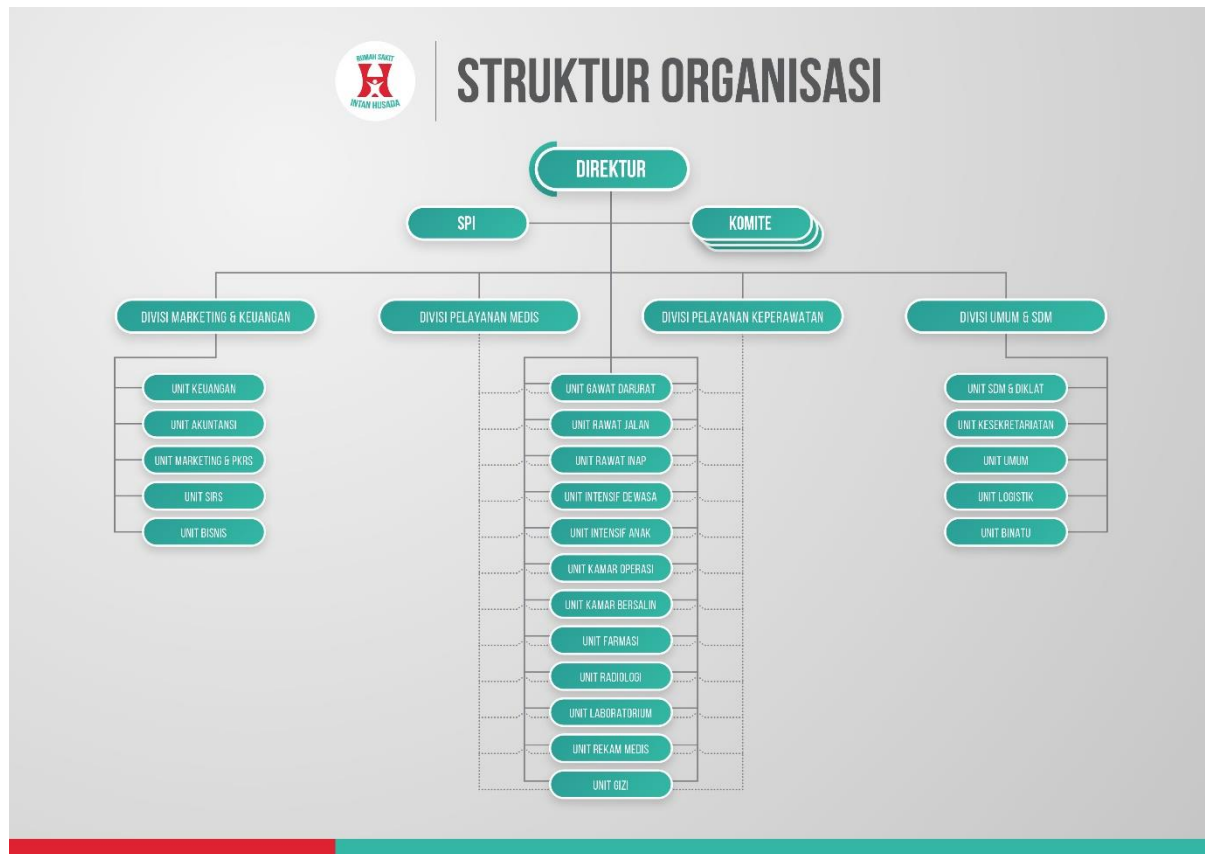 RUMAH SAKIT
INTAN HUSADA
STRUKTUR ORGANISASI
DIREKTUR
SPI
KOMITE
DIVISI MARKETING & KEUANGAN
DIVISI PELAYANAN MEDIS
DIVISI PELAYANAN KEPERAWATAN
DIVISI UMUM & SDM
UNIT KEUANGAN
UNIT AKUNTANSI
UNIT MARKETING & PKRS
UNIT SIRS
UNIT BISNIS
UNIT GAWAT DARURAT
UNIT RAWAT JALAN
UNIT RAWAT INAP
UNIT INTENSIF DEWASA
UNIT INTENSIF ANAK
UNIT KAMAR OPERASI
UNIT KAMAR BERSALIN
UNIT FARMASI
UNIT RADIOLOGI
UNIT LABORATORIUM
UNIT REKAM MEDIS
UNIT GIZI
UNIT SDM & DIKLAT
UNIT KESEKRETARIATAN
UNIT UMUM
UNIT LOGISTIK
UNIT BINATU